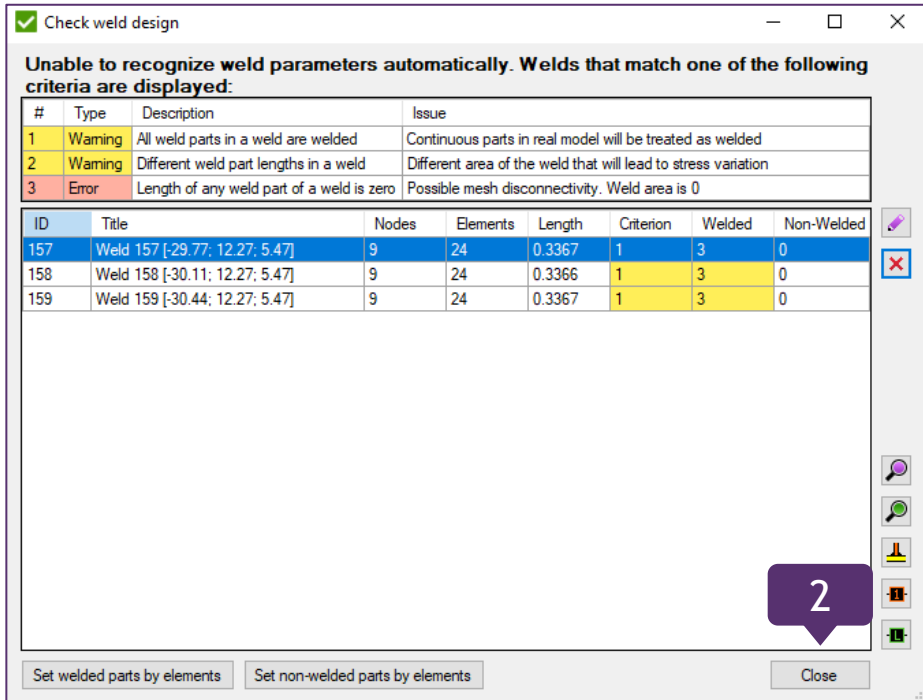 Check weld design
Unable to recognize weld parameters automatically. Welds that match one of the following
criteria are displayed:
# Type Description Issue
1 Warning All weld parts in a weld are welded Continuous parts in real model will be treated as welded
2 Warning Different weld part lengths in a weld Different area of the weld that will lead to stress variation
3 Error Length of any weld part of a weld is zero Possible mesh disconnectivity. Weld area is 0
ID Title Nodes Elements Length Criterion Welded Non-Welded
157 Weld 157 [-29.77; 12.27; 5.47] 9 24 0.3367 1 3 0
158 Weld 158 [-30.11; 12.27; 5.47] 9 24 0.3366 1 3 0
159 Weld 159 [-30.44; 12.27; 5.47] 9 24 0.3367 1 3 0
1
L
2
Set welded parts by elements Set non-welded parts by elements Close